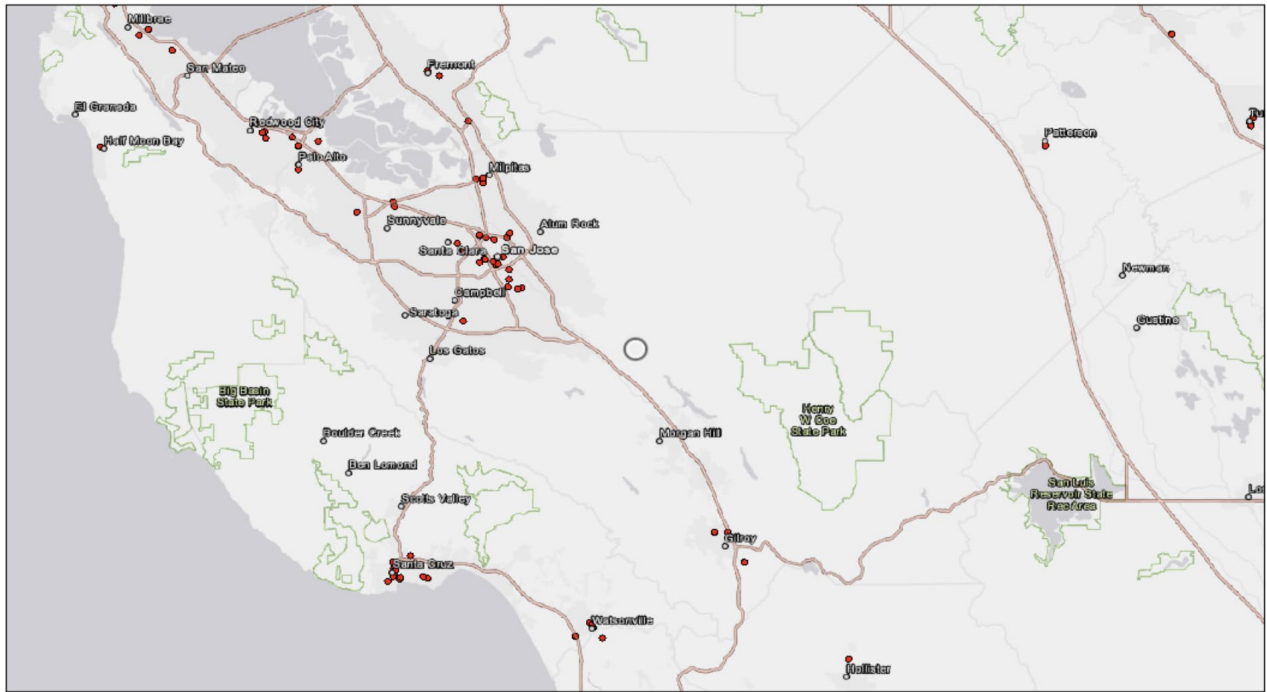 Millbrae
San Mateo
Fremont
El Granada
Redwood City
Half Moon Bay
Palo Alto
Patterson
Milpitas
Sunnyvale
Alum Rock
Santa Clara
San Jose
Newman
Campbell
Saratoga
Gustine
Los Gatos
Big Basin
State Park
Henry
W Coe
State Park
Boulder Creek
Morgan Hill
Ben Lomond
Scotts Valley
San Luis
Reservoir State
Rec Area
Gilroy
Santa Cruz
Watsonville
Hollister